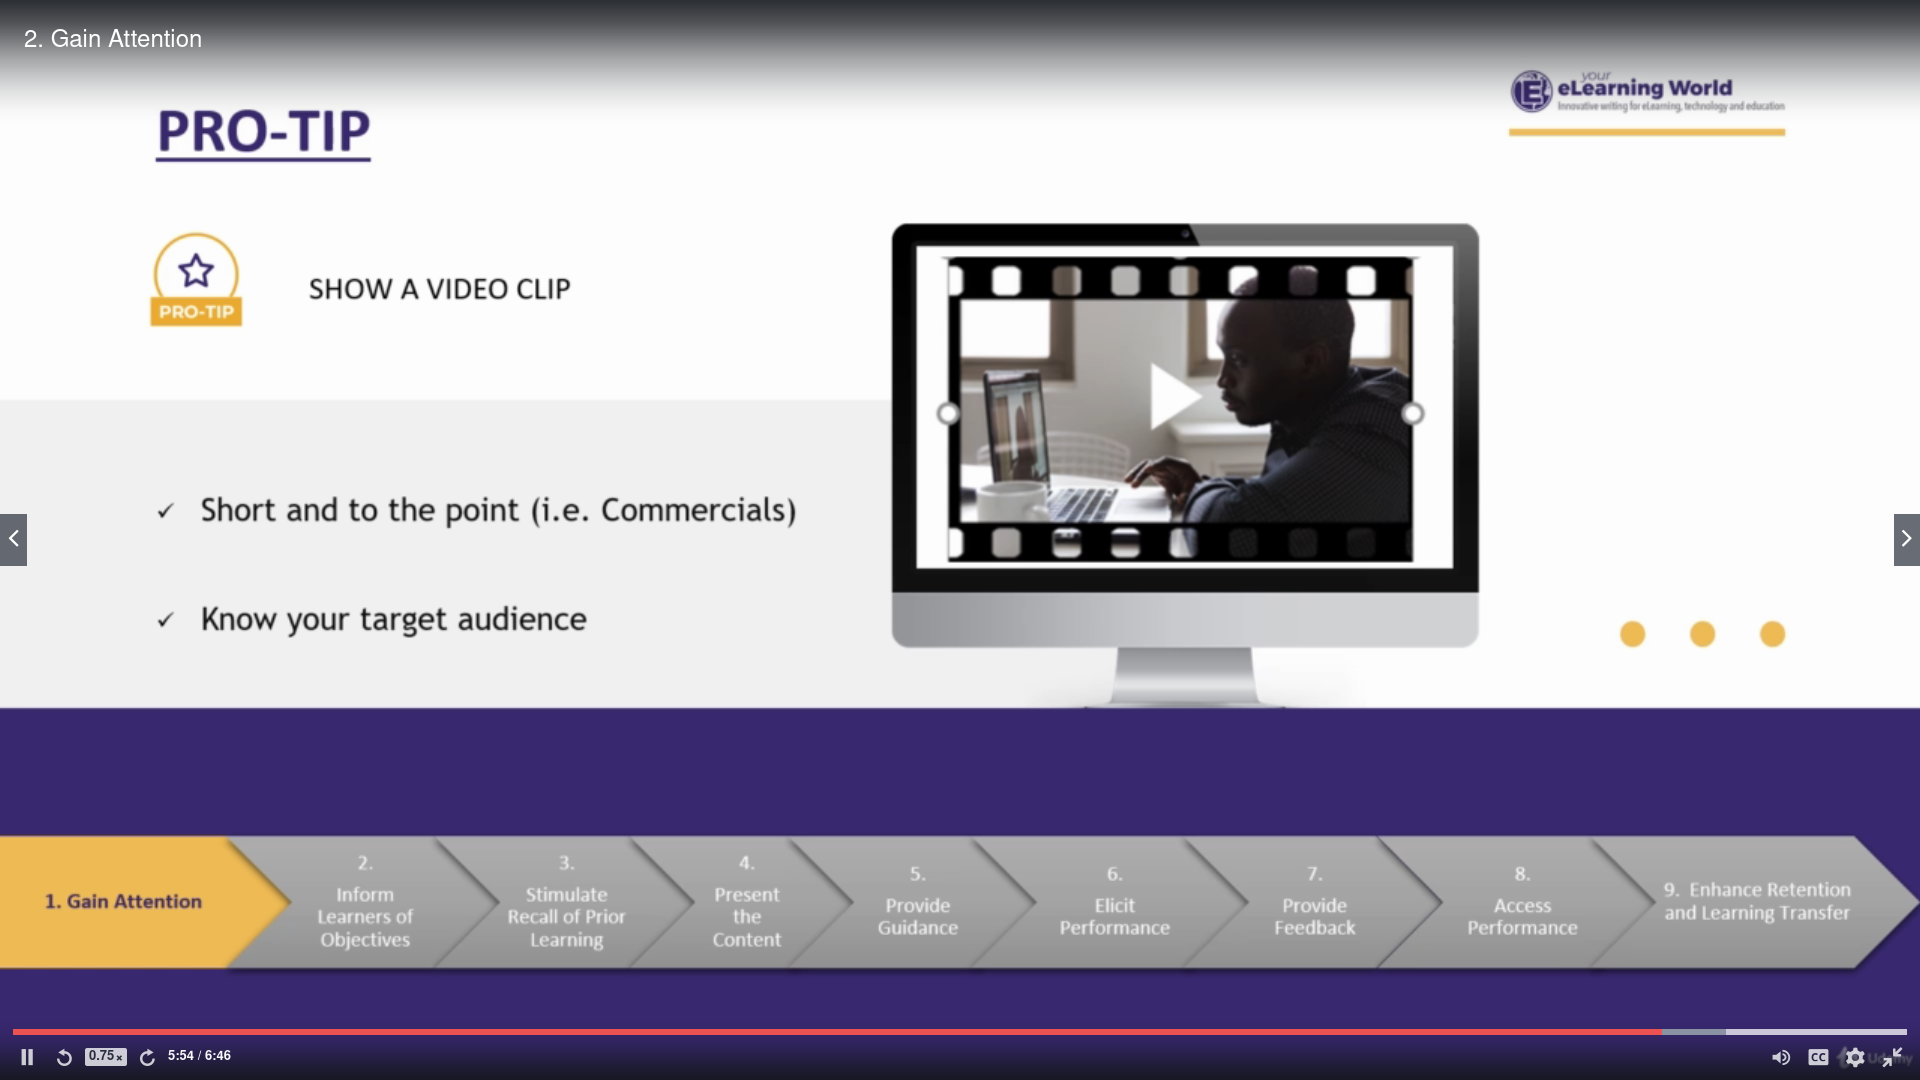 2. Gain Attention
your
eLearning World
Innovative writing for eLearning, technology and education
PRO-TIP
PRO-TIP
SHOW A VIDEO CLIP
✓ Short and to the point (i.e. Commercials)
✓ Know your target audience
1. Gain Attention
2.
Inform
Learners of
Objectives
3.
Stimulate
Recall of Prior
Learning
4.
Present
the
Content
5.
Provide
Guidance
6.
Elicit
Performance
7.
Provide
Feedback
8.
Access
Performance
9. Enhance Retention
and Learning Transfer
0.75x
5:54 / 6:46
CC
Udemy